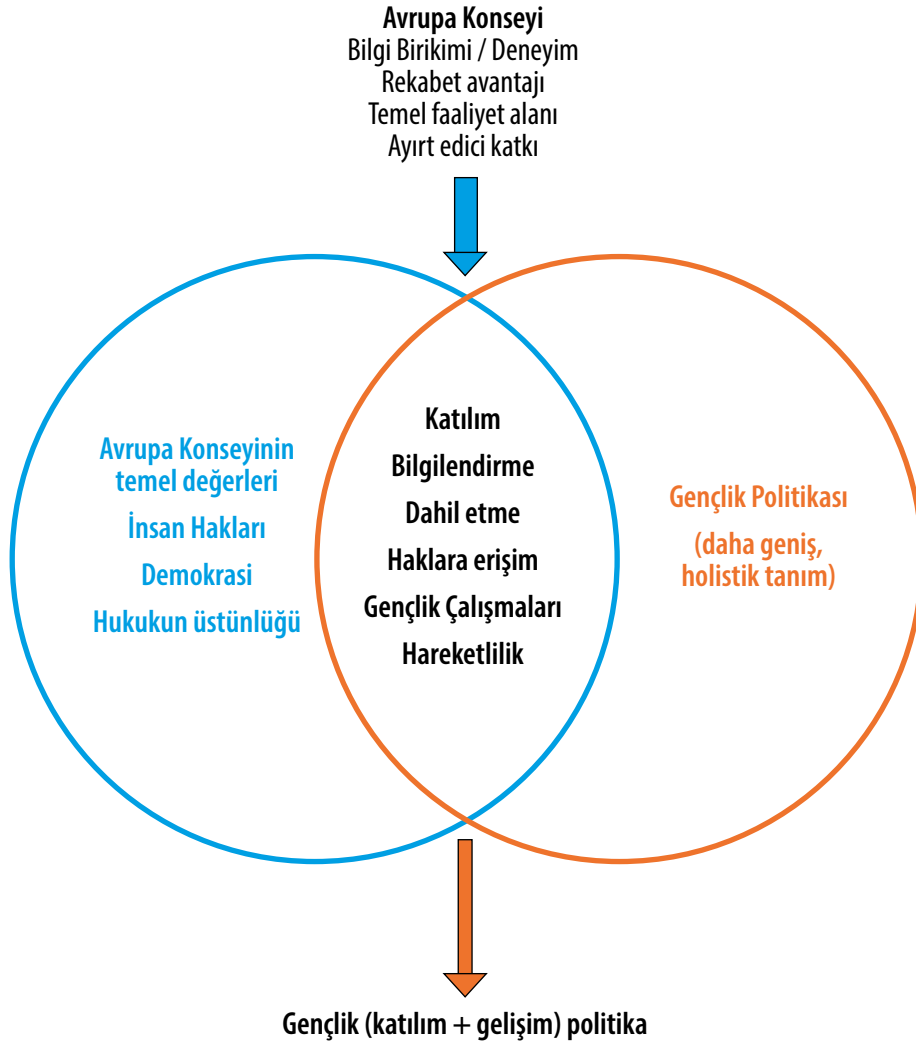 Avrupa Konseyi
Bilgi Birikimi / Deneyim
Rekabet avantajı
Temel faaliyet alanı
Ayırt edici katkı
Avrupa Konseyinin
temel değerleri
İnsan Hakları
Demokrasi
Hukukun üstünlüğü
Katılım
Bilgilendirme
Dahil etme
Haklara erişim
Gençlik Çalışmaları
Hareketlilik
Gençlik Politikası
(daha geniş,
holistik tanım)
Gençlik (katılım + gelişim) politika